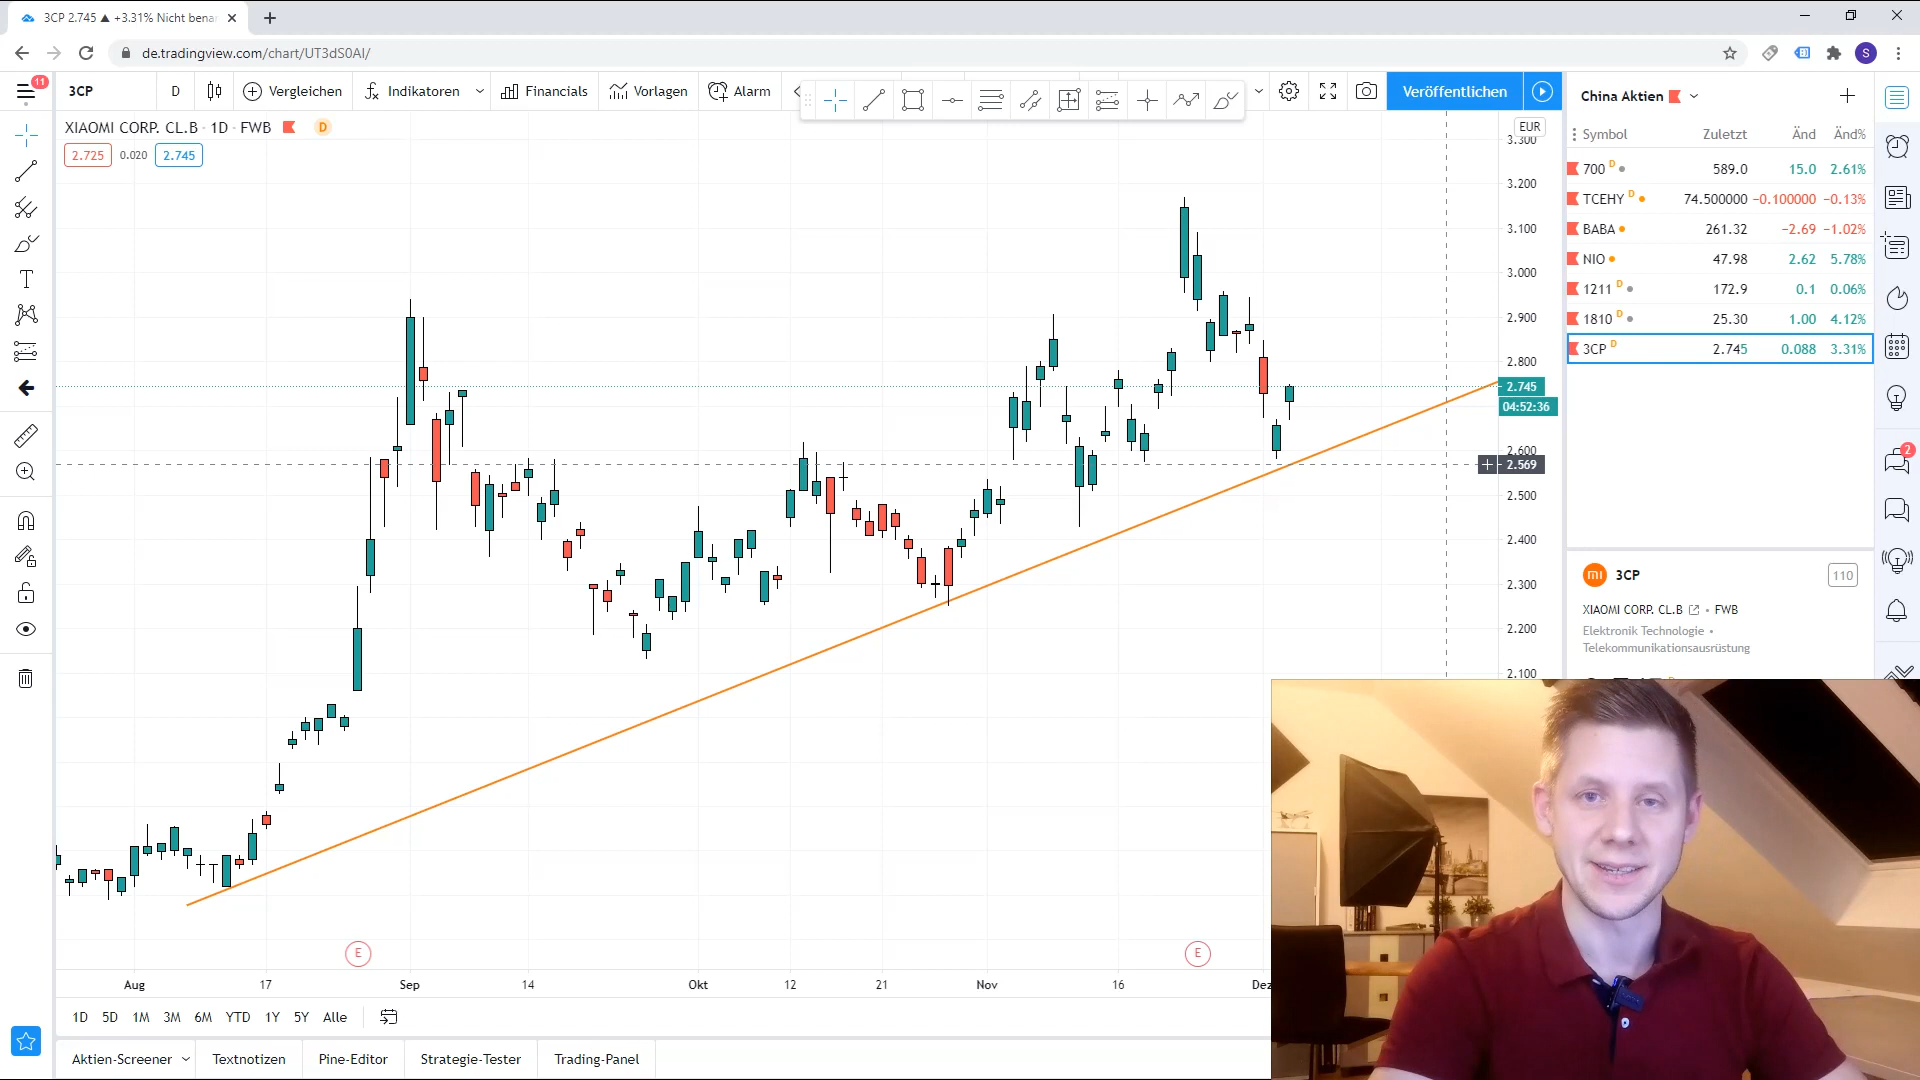 3CP 2.745 ▲ +3.31% Nicht bena
de.tradingview.com/chart/UT3dS0AI/
11
3CP
D
Vergleichen
Indikatoren
Financials
Vorlagen
Alarm
Veröffentlichen
XIAOMI CORP. CL.B · 1D · FWB
D
2.725
0.020
2.745
EUR
3.300
3.200
3.100
3.000
2.900
2.800
2.745
04:52:36
2.600
2.569
2.500
2.400
2.300
2.200
2.100
E
E
Aug
17
Sep
14
Okt
12
21
Nov
16
Dez
1D
5D
1M
3M
6M
YTD
1Y
5Y
Alle
Aktien-Screener
Textnotizen
Pine-Editor
Strategie-Tester
Trading-Panel
China Aktien
Symbol Zuletzt Änd Änd%
700 D 589.0 15.0 2.61%
TCEHY D 74.500000 −0.100000 −0.13%
BABA 261.32 −2.69 −1.02%
NIO 47.98 2.62 5.78%
1211 D 172.9 0.1 0.06%
1810 D 25.30 1.00 4.12%
3CP D 2.745 0.088 3.31%
mi 3CP
110
XIAOMI CORP. CL.B • FWB
Elektronik Technologie •
Telekommunikationsausrüstung
2
S